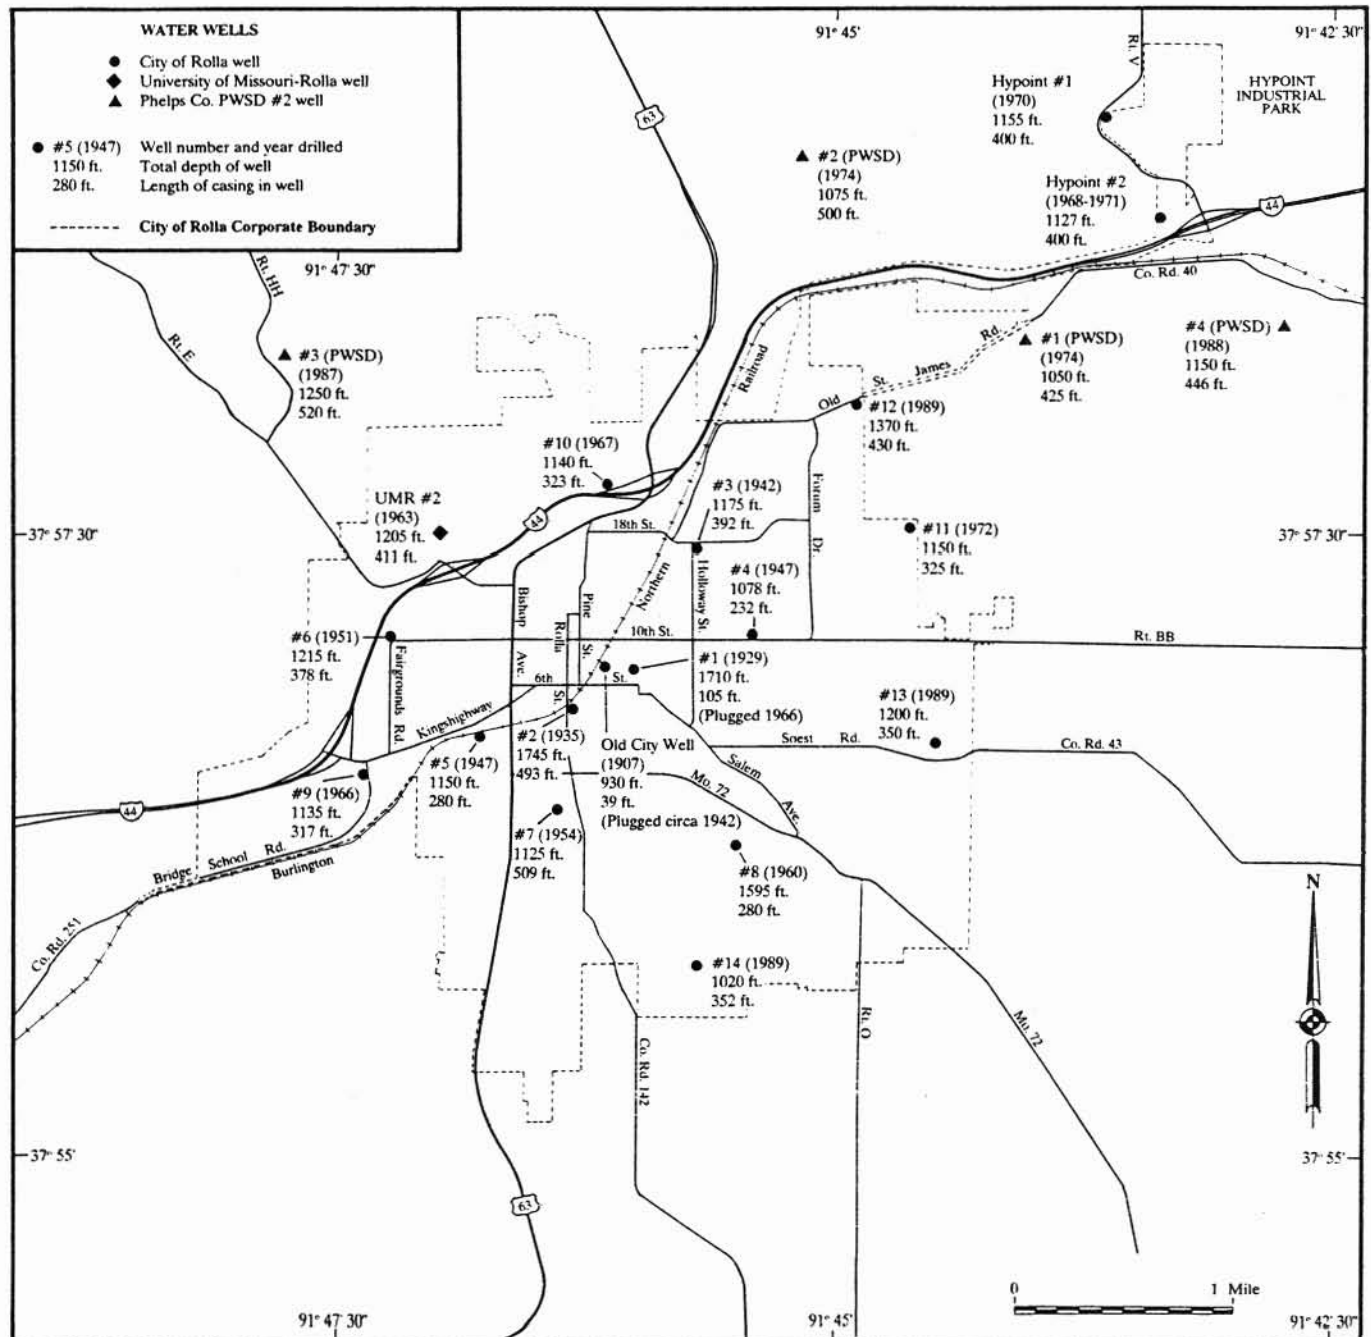 WATER WELLS
City of Rolla well
University of Missouri-Rolla well
Phelps Co. PWSD #2 well
#5 (1947) Well number and year drilled
1150 ft. Total depth of well
280 ft. Length of casing in well
City of Rolla Corporate Boundary
91° 45'
91° 42' 30"
91° 47' 30"
63
Rt. V
Hypoint #1
(1970)
1155 ft.
400 ft.
HYPOINT
INDUSTRIAL
PARK
#2 (PWSD)
(1974)
1075 ft.
500 ft.
Hypoint #2
(1968-1971)
1127 ft.
400 ft.
44
Co. Rd. 40
Rt. HH
Rt. E
#3 (PWSD)
(1987)
1250 ft.
520 ft.
Railroad
Old St. James Rd.
#1 (PWSD)
(1974)
1050 ft.
425 ft.
#4 (PWSD)
(1988)
1150 ft.
446 ft.
#12 (1989)
1370 ft.
430 ft.
#10 (1967)
1140 ft.
323 ft.
#3 (1942)
1175 ft.
392 ft.
Forum Dr.
UMR #2
(1963)
1205 ft.
411 ft.
44
18th St.
37° 57' 30"
#11 (1972)
1150 ft.
325 ft.
37° 57' 30"
Northern
Holloway St.
#4 (1947)
1078 ft.
232 ft.
Bishop Ave.
Pine St.
Rolla St.
10th St.
Rt. BB
#6 (1951)
1215 ft.
378 ft.
Fairgrounds Rd.
#1 (1929)
1710 ft.
105 ft.
(Plugged 1966)
6th St.
Kingshighway
#13 (1989)
1200 ft.
350 ft.
Soest Rd.
Co. Rd. 43
#2 (1935)
1745 ft.
493 ft.
Old City Well
(1907)
930 ft.
39 ft.
(Plugged circa 1942)
#5 (1947)
1150 ft.
280 ft.
Salem Ave.
Mo. 72
#9 (1966)
1135 ft.
317 ft.
44
#7 (1954)
1125 ft.
509 ft.
Bridge School Rd.
Burlington
#8 (1960)
1595 ft.
280 ft.
Co. Rd. 251
#14 (1989)
1020 ft.
352 ft.
N
Rt. O
Mo. 72
Co. Rd. 142
37° 55'
37° 55'
63
0 1 Mile
91° 47' 30"
91° 45'
91° 42' 30"